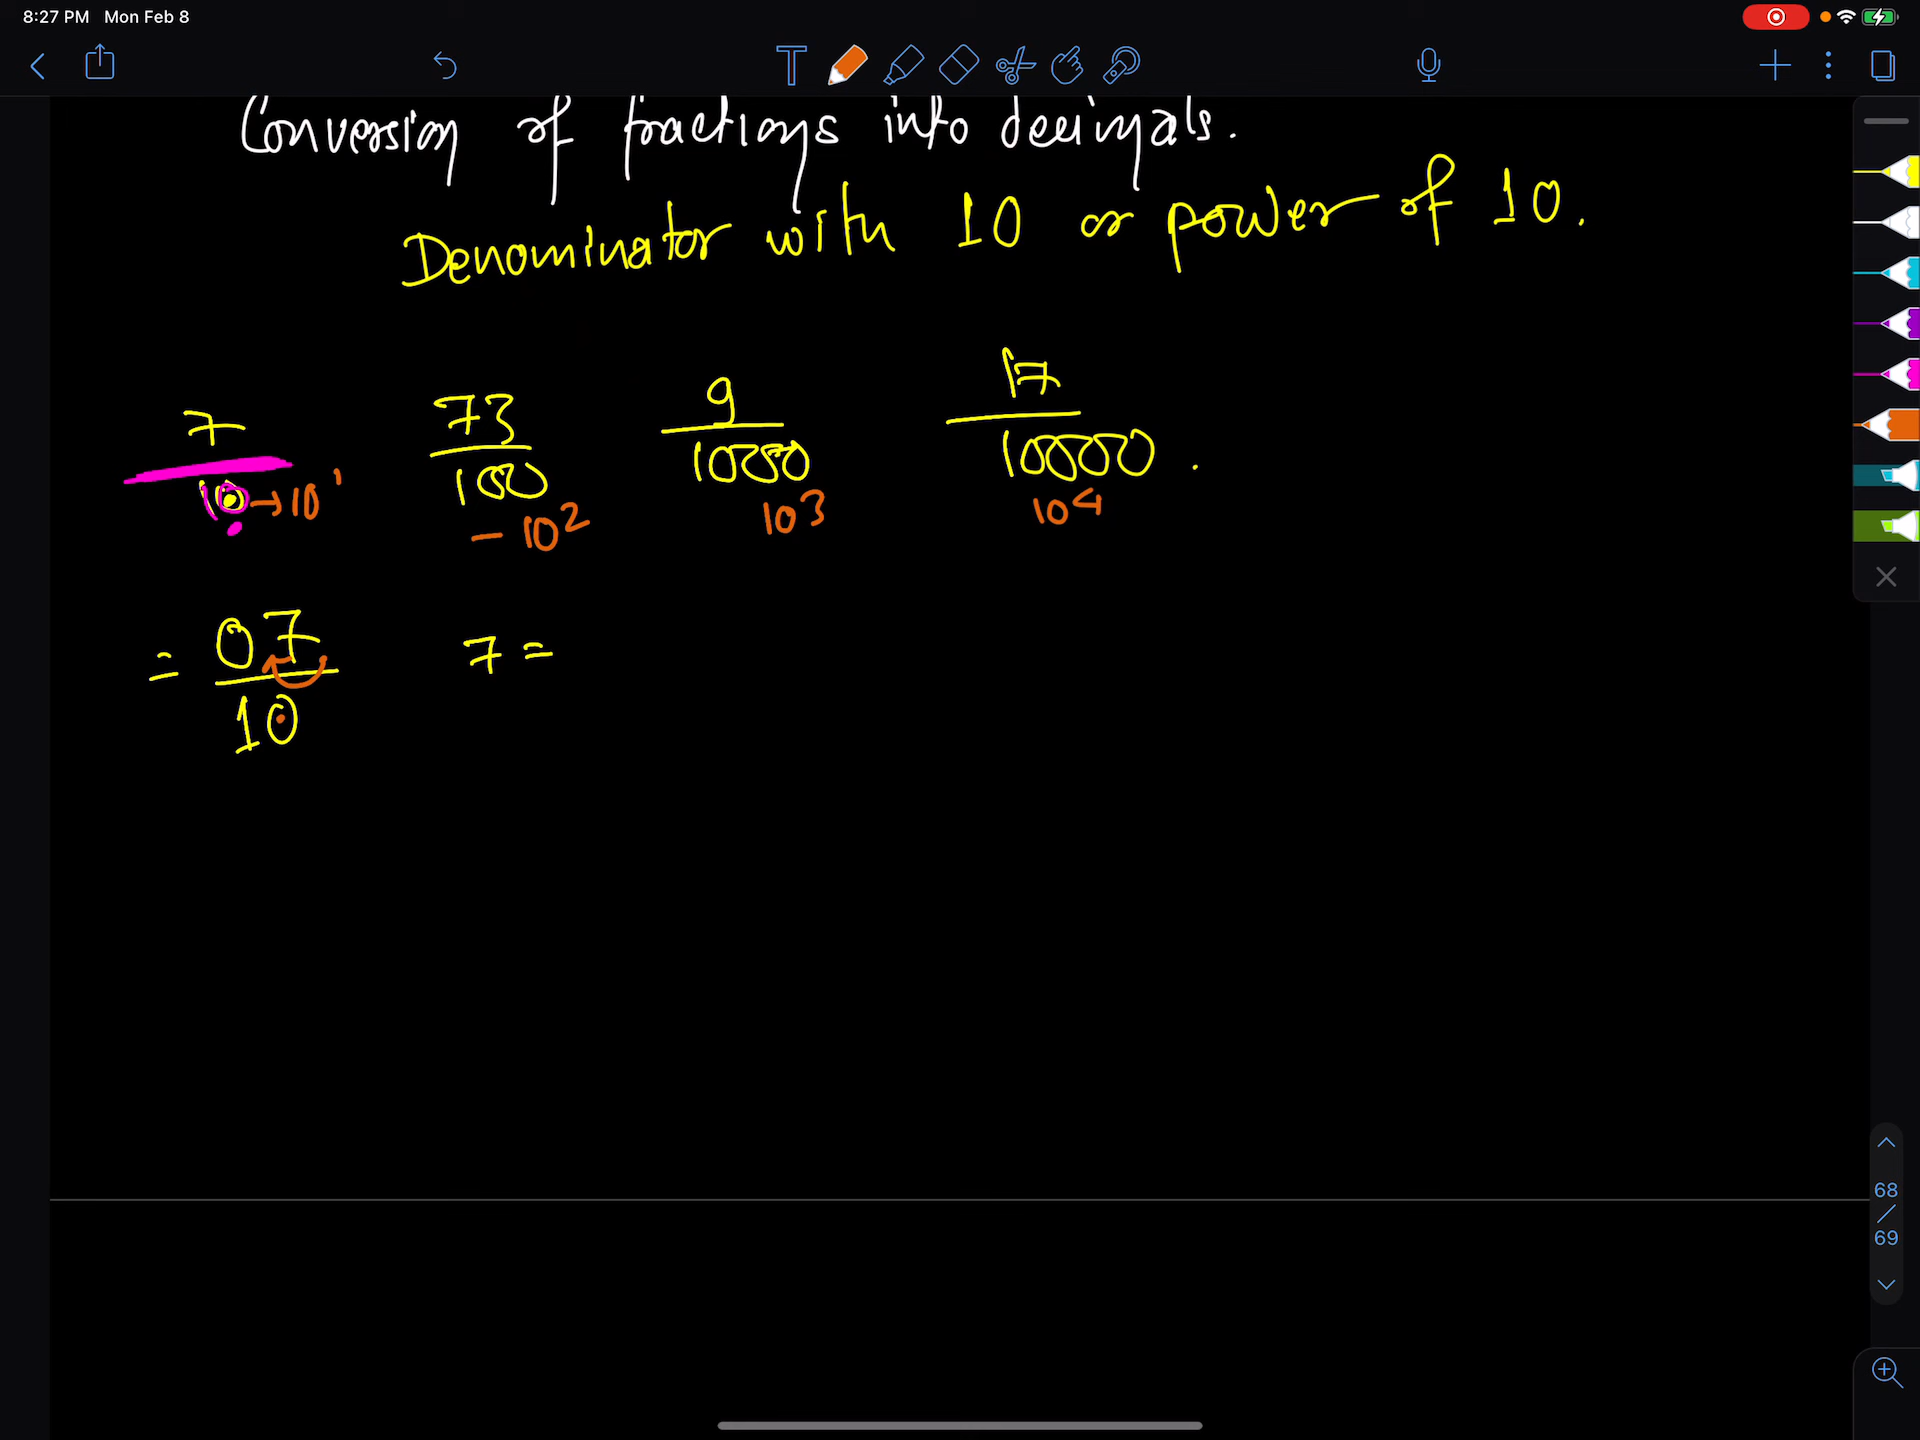 8:27 PM Mon Feb 8
T
Conversion of fractions into decimals.
Denominator with 10 or power of 10.
7/10 → 10¹ 73/100 – 10² 9/1000 10³ 17/10000 . 10⁴
= 07/10 7 =
68
/
69